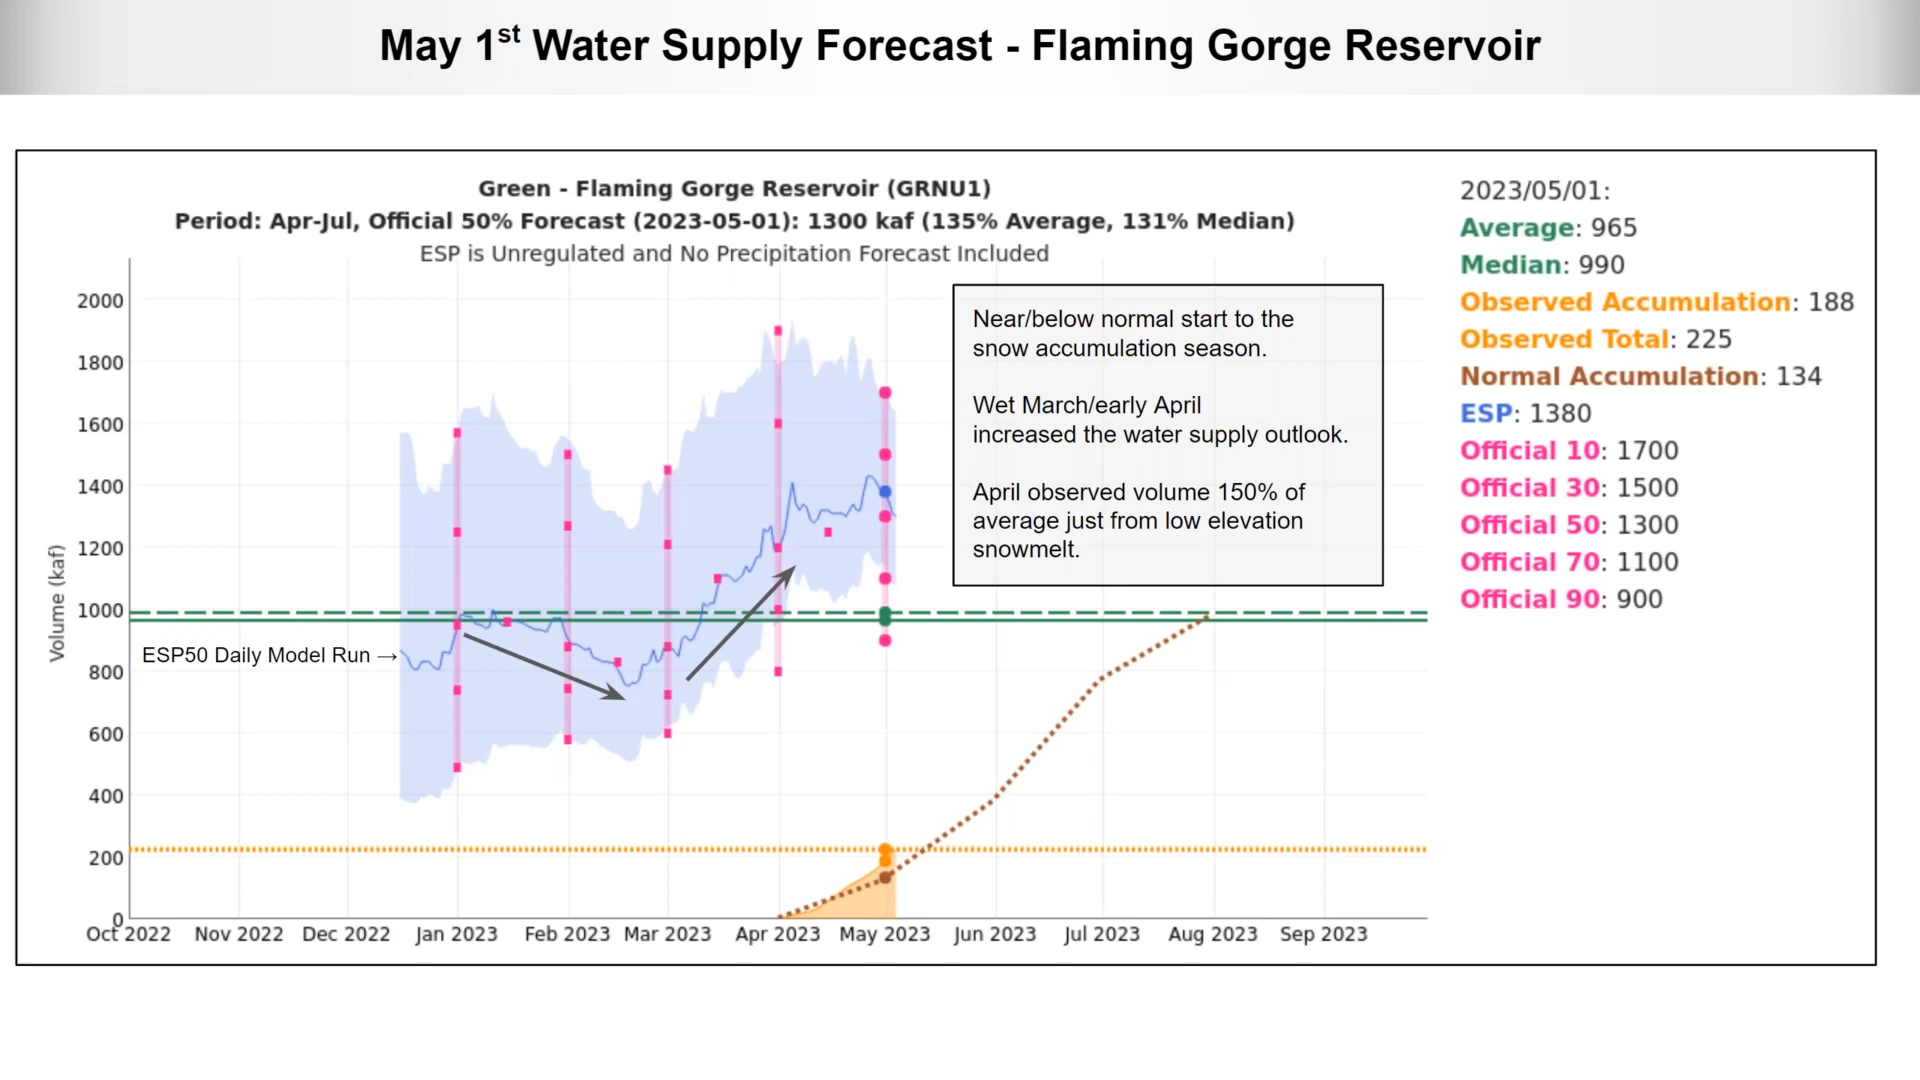 May 1st Water Supply Forecast - Flaming Gorge Reservoir
Green - Flaming Gorge Reservoir (GRNU1)
Period: Apr-Jul, Official 50% Forecast (2023-05-01): 1300 kaf (135% Average, 131% Median)
ESP is Unregulated and No Precipitation Forecast Included
Volume (kaf)
2000
1800
1600
1400
1200
1000
800
600
400
200
0
ESP50 Daily Model Run →
Near/below normal start to the
snow accumulation season.
Wet March/early April
increased the water supply outlook.
April observed volume 150% of
average just from low elevation
snowmelt.
Oct 2022 Nov 2022 Dec 2022 Jan 2023 Feb 2023 Mar 2023 Apr 2023 May 2023 Jun 2023 Jul 2023 Aug 2023 Sep 2023
2023/05/01:
Average: 965
Median: 990
Observed Accumulation: 188
Observed Total: 225
Normal Accumulation: 134
ESP: 1380
Official 10: 1700
Official 30: 1500
Official 50: 1300
Official 70: 1100
Official 90: 900